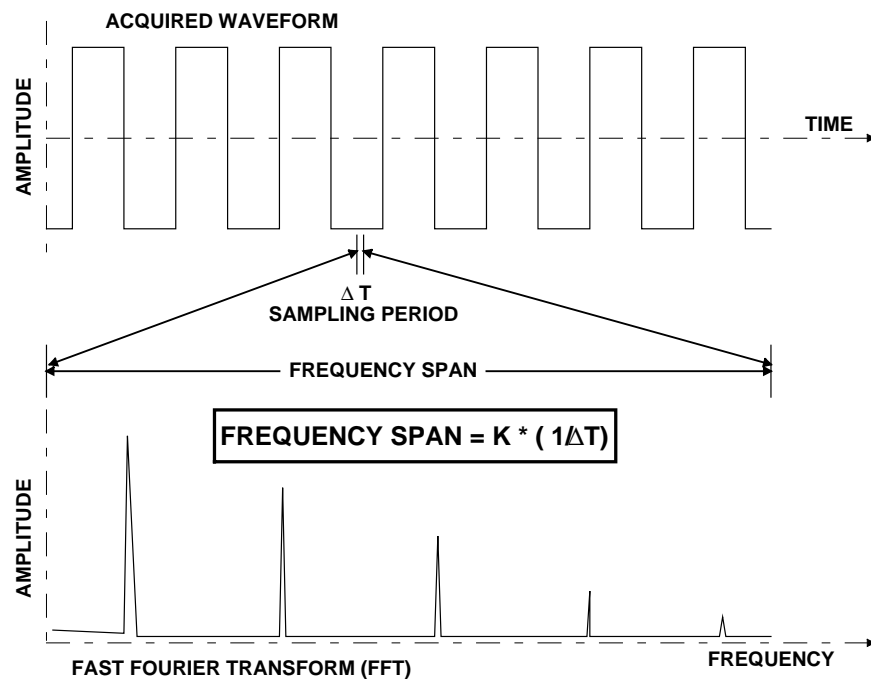 ACQUIRED WAVEFORM
AMPLITUDE
TIME
Δ T
SAMPLING PERIOD
FREQUENCY SPAN
FREQUENCY SPAN = K * ( 1/ΔT)
AMPLITUDE
FREQUENCY
FAST FOURIER TRANSFORM (FFT)